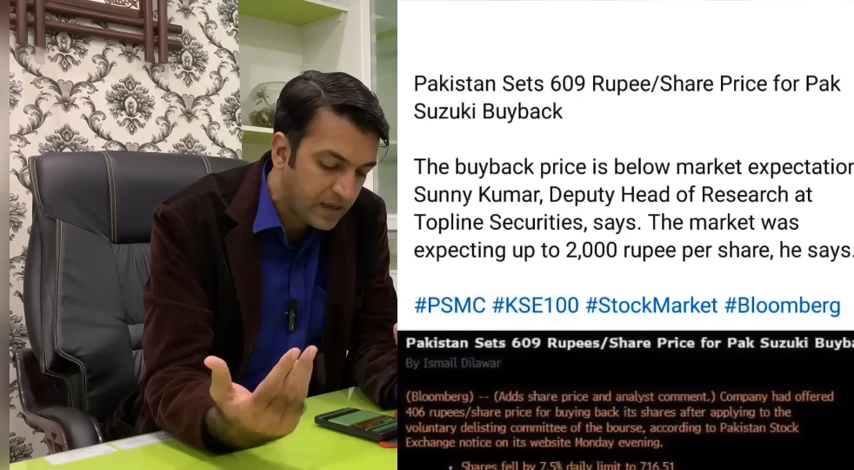 Pakistan Sets 609 Rupee/Share Price for Pak
Suzuki Buyback
The buyback price is below market expectation
Sunny Kumar, Deputy Head of Research at
Topline Securities, says. The market was
expecting up to 2,000 rupee per share, he says.
#PSMC #KSE100 #StockMarket #Bloomberg
Pakistan Sets 609 Rupees/Share Price for Pak Suzuki Buyba
By Ismail Dilawar
(Bloomberg) -- (Adds share price and analyst comment.) Company had offered
406 rupees/share price for buying back its shares after applying to the
voluntary delisting committee of the bourse, according to Pakistan Stock
Exchange notice on its website Monday evening.
• Shares fell by 7.5% daily limit to 716.51